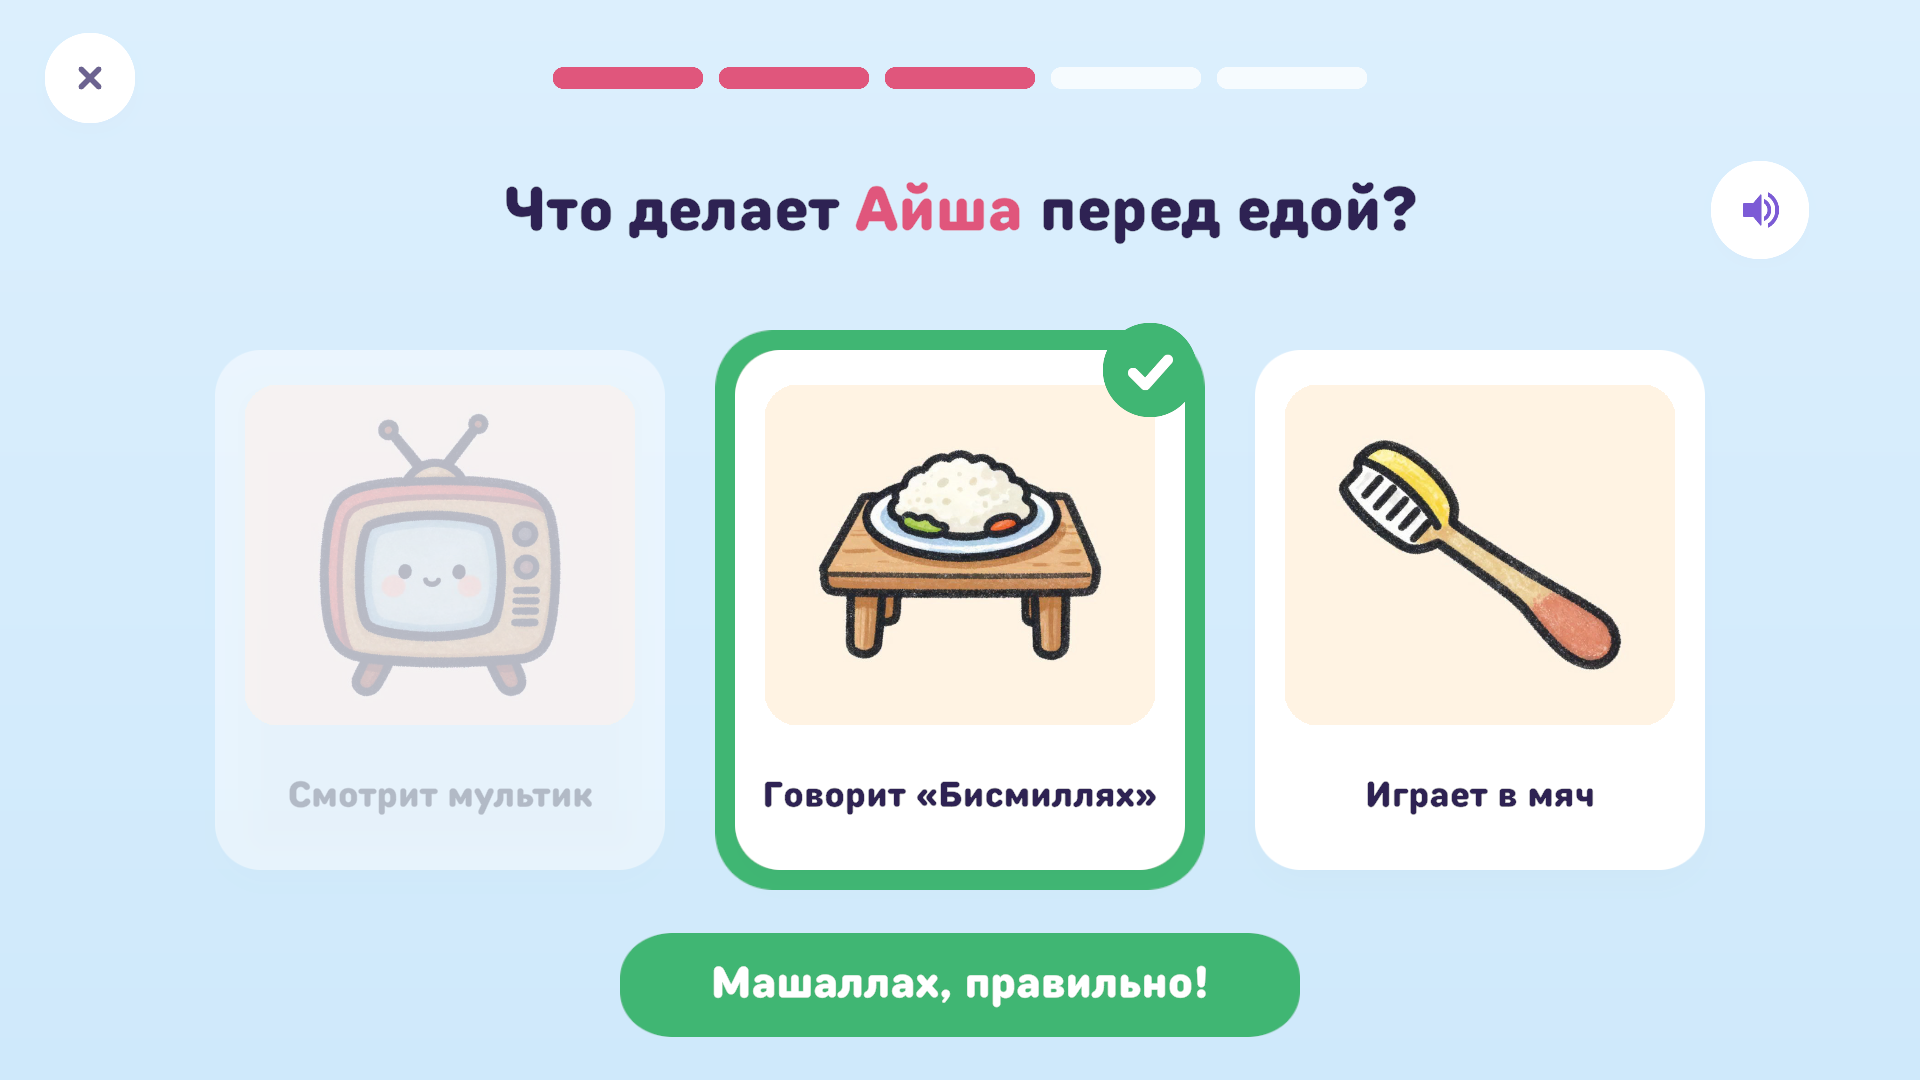 Что делает Айша перед едой?
Смотрит мультик
Говорит «Бисмиллях»
Играет в мяч
Машаллах, правильно!